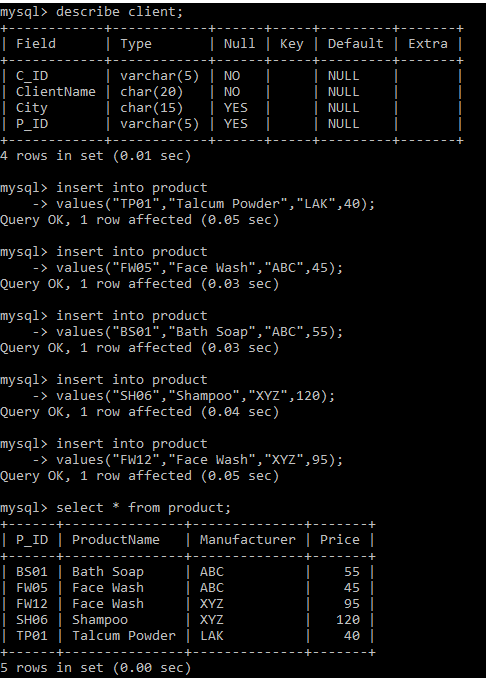 mysql> describe client;
+------------+------------+------+-----+---------+-------+
| Field      | Type       | Null | Key | Default | Extra |
+------------+------------+------+-----+---------+-------+
| C_ID       | varchar(5) | NO   |     | NULL    |       |
| ClientName | char(20)   | NO   |     | NULL    |       |
| City       | char(15)   | YES  |     | NULL    |       |
| P_ID       | varchar(5) | YES  |     | NULL    |       |
+------------+------------+------+-----+---------+-------+
4 rows in set (0.01 sec)

mysql> insert into product
    -> values("TP01","Talcum Powder","LAK",40);
Query OK, 1 row affected (0.05 sec)

mysql> insert into product
    -> values("FW05","Face Wash","ABC",45);
Query OK, 1 row affected (0.03 sec)

mysql> insert into product
    -> values("BS01","Bath Soap","ABC",55);
Query OK, 1 row affected (0.03 sec)

mysql> insert into product
    -> values("SH06","Shampoo","XYZ",120);
Query OK, 1 row affected (0.04 sec)

mysql> insert into product
    -> values("FW12","Face Wash","XYZ",95);
Query OK, 1 row affected (0.05 sec)

mysql> select * from product;
+------+---------------+--------------+-------+
| P_ID | ProductName   | Manufacturer | Price |
+------+---------------+--------------+-------+
| BS01 | Bath Soap     | ABC          |    55 |
| FW05 | Face Wash     | ABC          |    45 |
| FW12 | Face Wash     | XYZ          |    95 |
| SH06 | Shampoo       | XYZ          |   120 |
| TP01 | Talcum Powder | LAK          |    40 |
+------+---------------+--------------+-------+
5 rows in set (0.00 sec)